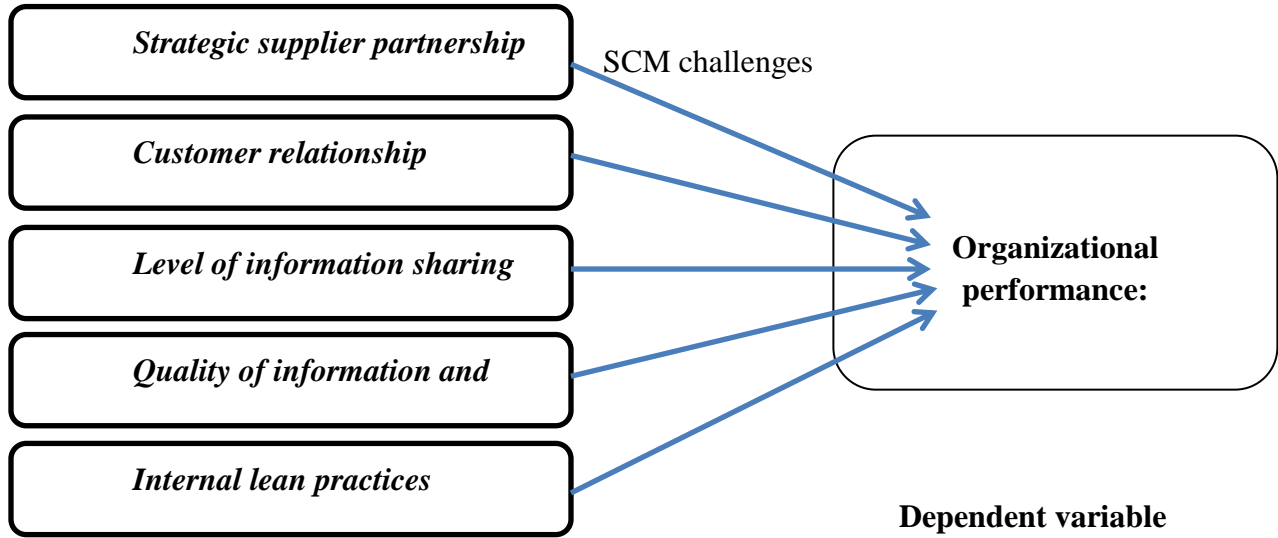 Strategic supplier partnership
SCM challenges
Customer relationship
Level of information sharing
Quality of information and
Internal lean practices
Organizational
performance:
Dependent variable